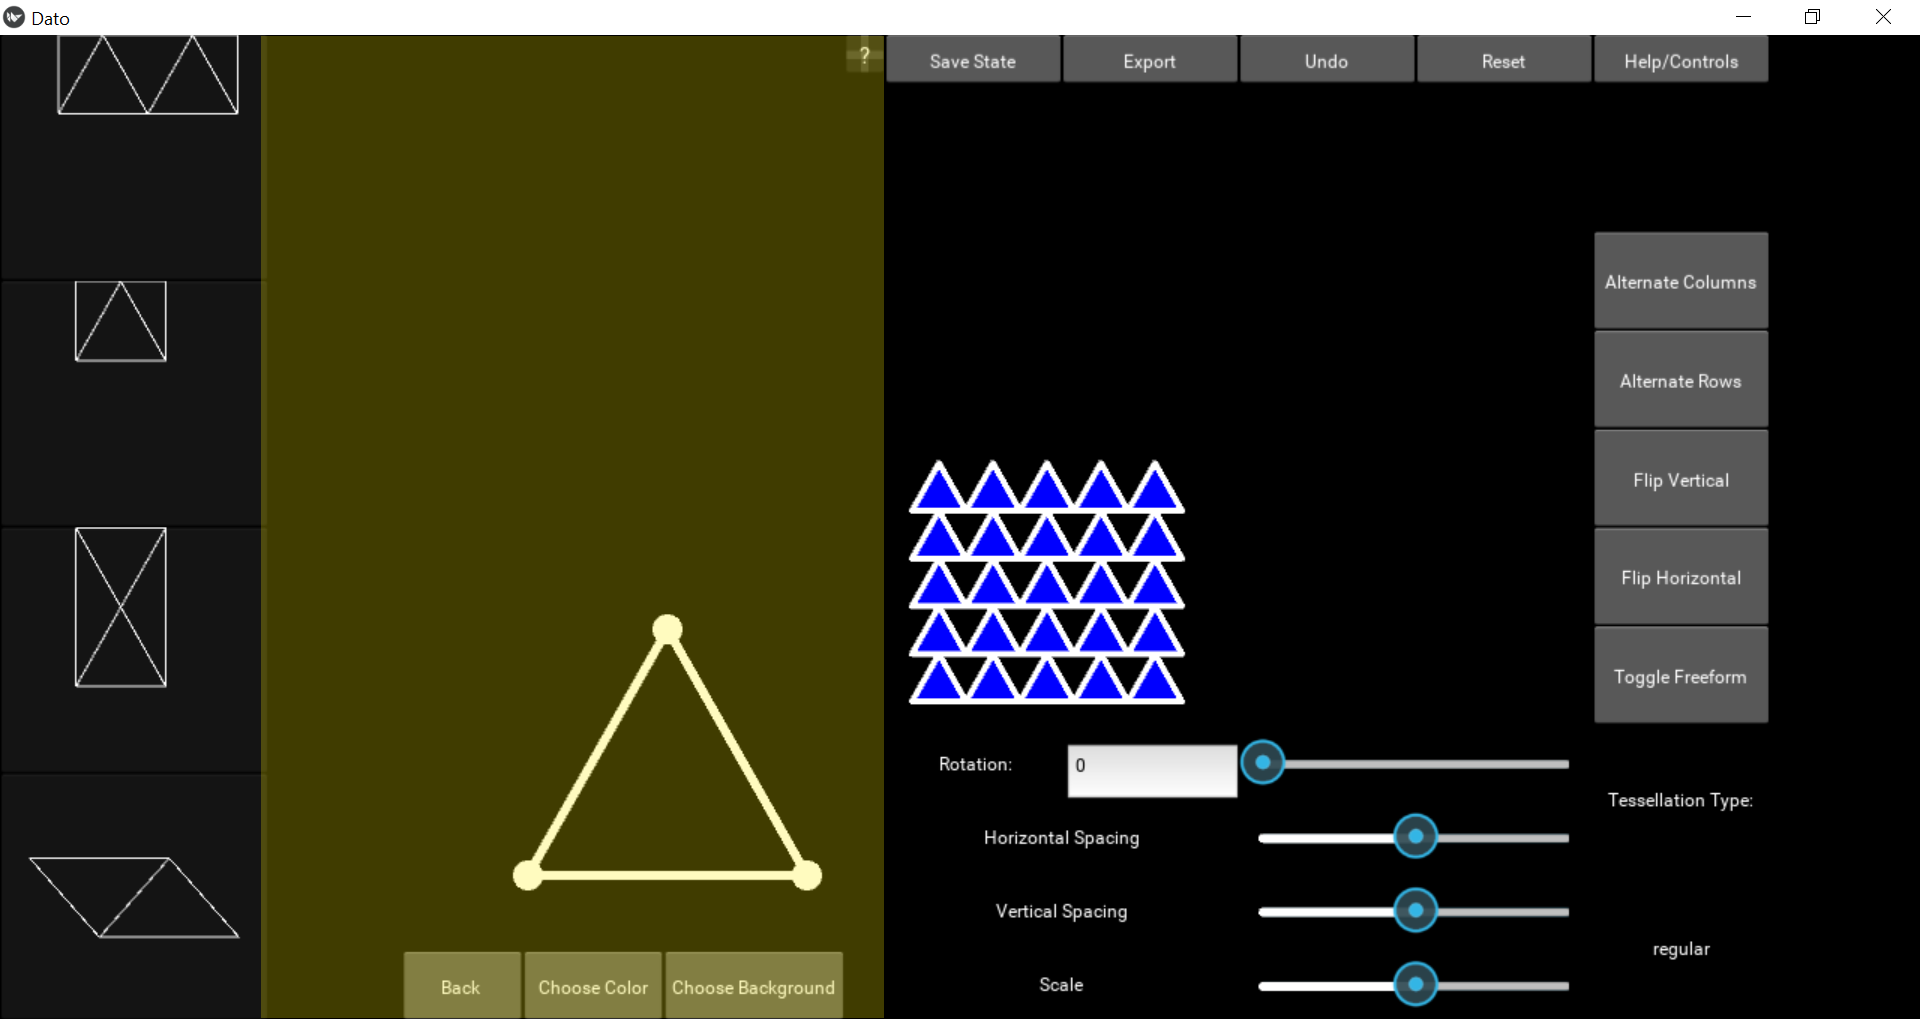 Dato
?
Save State
Export
Undo
Reset
Help/Controls
Alternate Columns
Alternate Rows
Flip Vertical
Flip Horizontal
Toggle Freeform
Rotation:
0
Horizontal Spacing
Vertical Spacing
Scale
Tessellation Type:
regular
Back
Choose Color
Choose Background